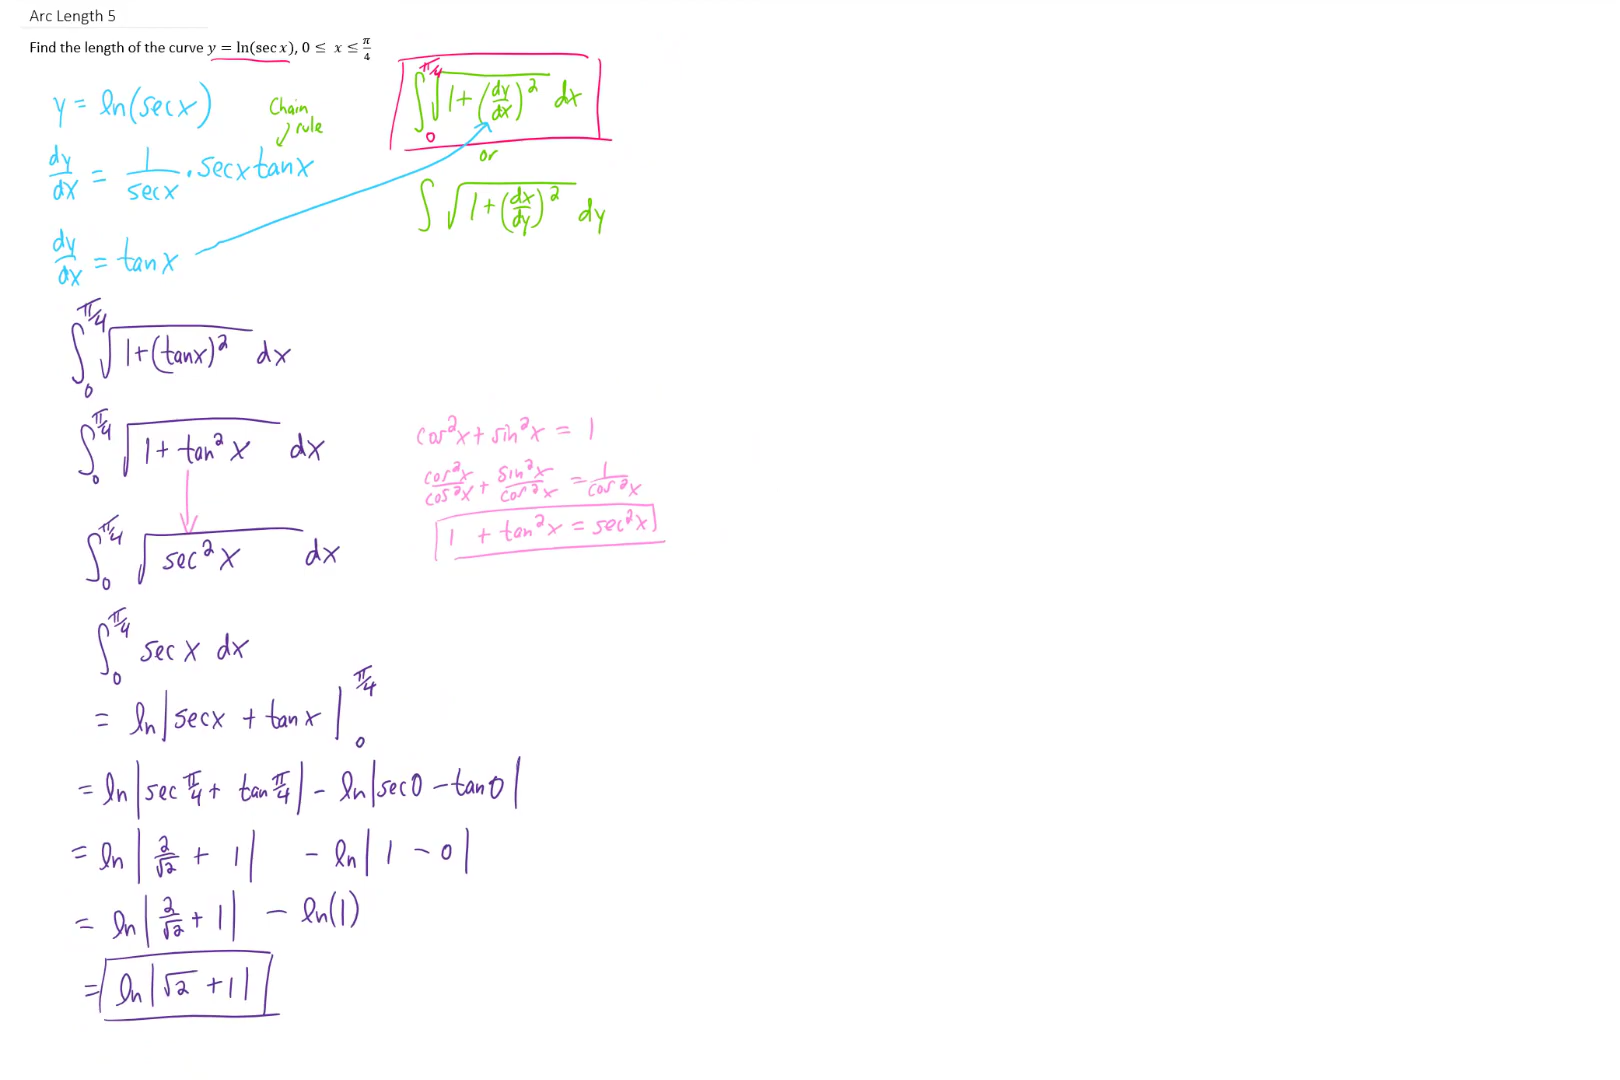 Arc Length 5
Find the length of the curve y = ln(sec x), 0 ≤ x ≤ π/4
y = ln(secx)
Chain rule
dy/dx = 1/secx · secxtanx
dy/dx = tanx
∫₀^(π/4) √(1+(dy/dx)²) dx
or
∫ √(1+(dx/dy)²) dy
∫₀^(π/4) √(1+(tanx)²) dx
∫₀^(π/4) √(1+tan²x) dx
∫₀^(π/4) √(sec²x) dx
cos²x + sin²x = 1
cos²x/cos²x + sin²x/cos²x = 1/cos²x
1 + tan²x = sec²x
∫₀^(π/4) sec x dx
= ln|secx + tanx| |₀^(π/4)
= ln|sec π/4 + tan π/4| - ln|sec0 - tan0|
= ln|2/√2 + 1| - ln|1 - 0|
= ln|2/√2 + 1| - ln(1)
= ln|√2 + 1|